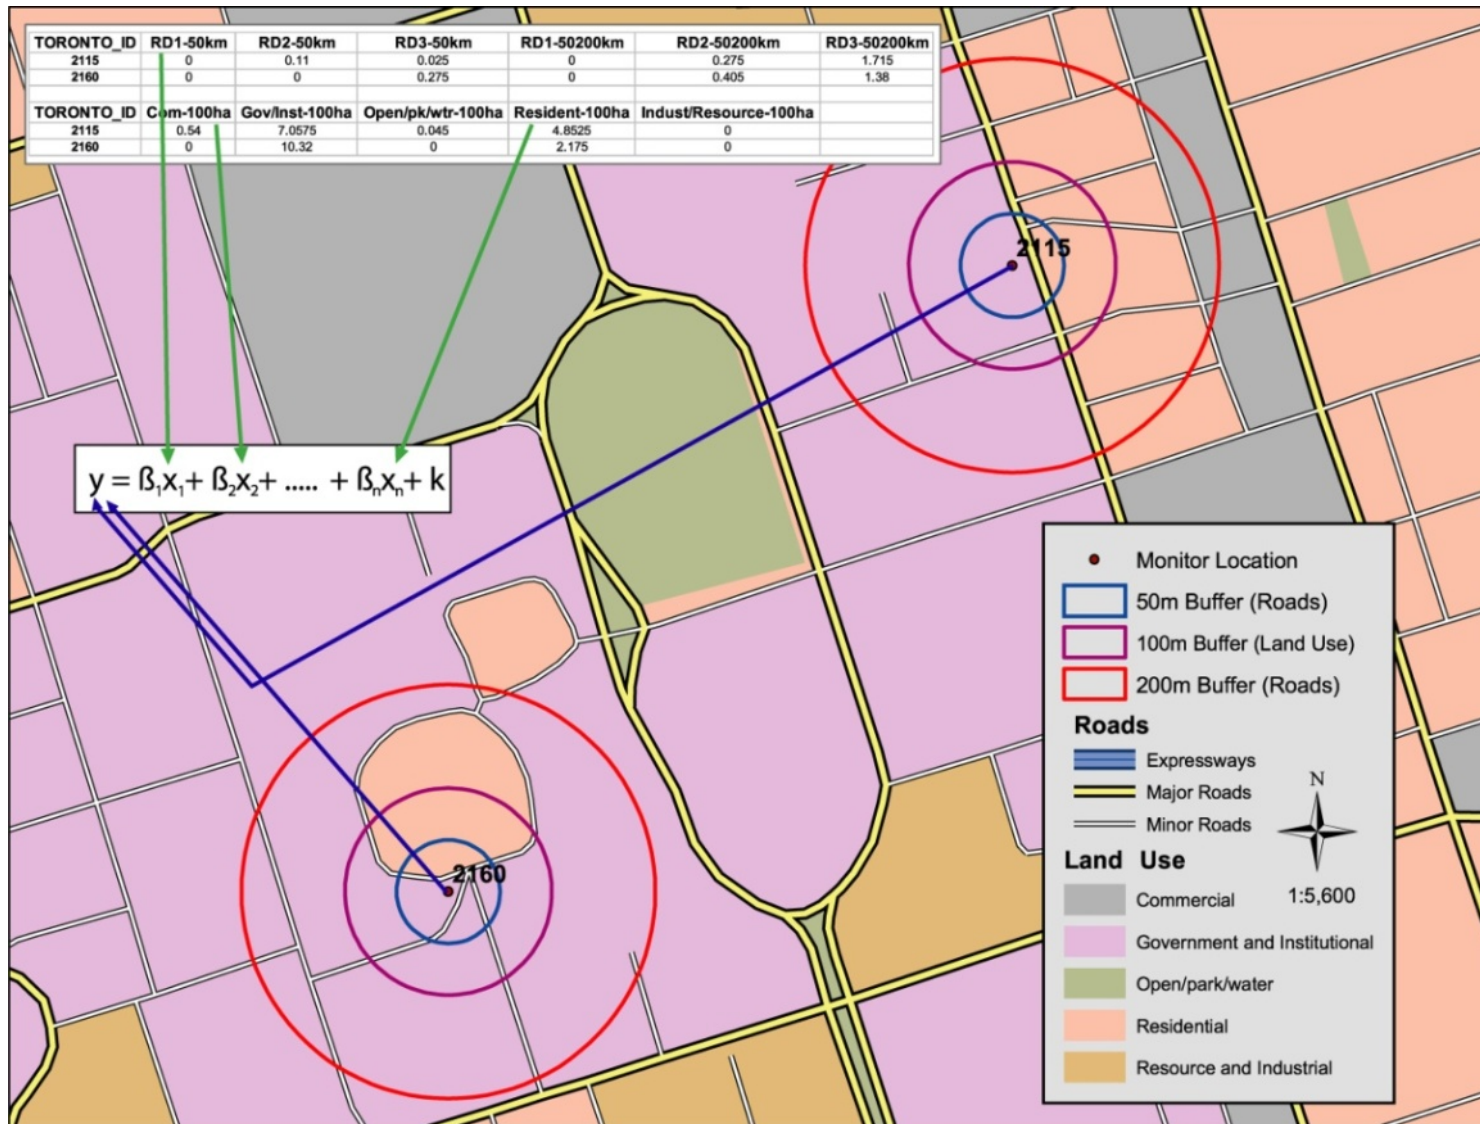 TORONTO_ID RD1-50km RD2-50km RD3-50km RD1-50200km RD2-50200km RD3-50200km
2115 0 0.11 0.025 0 0.275 1.715
2160 0 0 0.275 0 0.405 1.38
TORONTO_ID Com-100ha Gov/Inst-100ha Open/pk/wtr-100ha Resident-100ha Indust/Resource-100ha
2115 0.54 7.0575 0.045 4.8525 0
2160 0 10.32 0 2.175 0
2115
y = ß₁x₁+ ß₂x₂+ ..... + ßₙxₙ+ k
2160
Monitor Location
50m Buffer (Roads)
100m Buffer (Land Use)
200m Buffer (Roads)
Roads
Expressways
Major Roads
Minor Roads
N
1:5,600
Land Use
Commercial
Government and Institutional
Open/park/water
Residential
Resource and Industrial